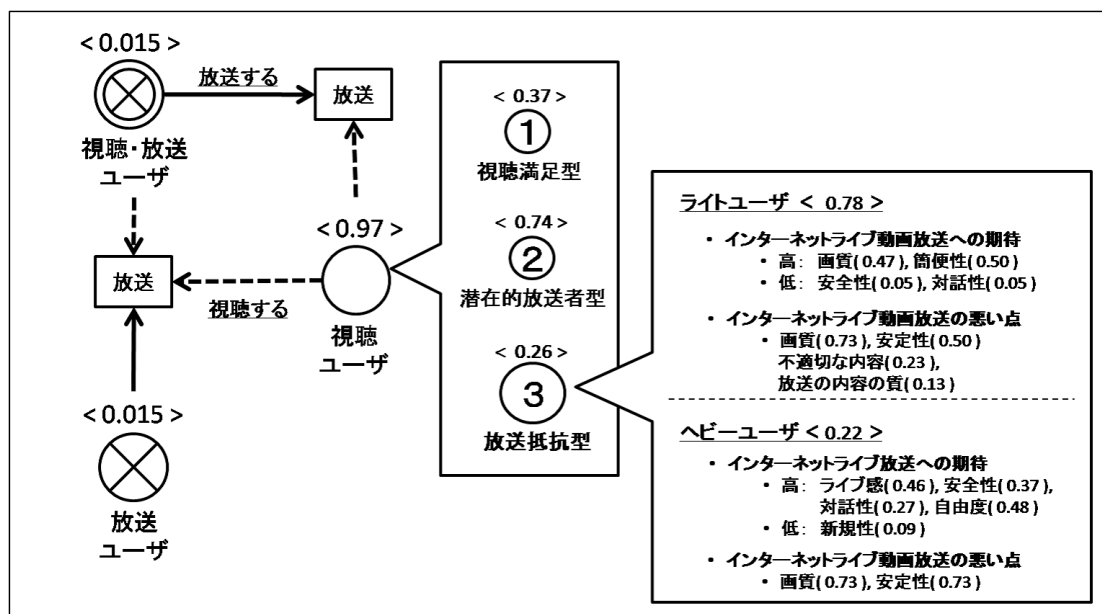 < 0.015 >
放送する
放送
視聴・放送
ユーザ
< 0.97 >
放送
視聴する
視聴
ユーザ
< 0.015 >
放送
ユーザ
< 0.37 >
①
視聴満足型
< 0.74 >
②
潜在的放送者型
< 0.26 >
③
放送抵抗型
ライトユーザ < 0.78 >
・ インターネットライブ動画放送への期待
・ 高: 画質( 0.47 ), 簡便性( 0.50 )
・ 低: 安全性( 0.05 ), 対話性( 0.05 )
・ インターネットライブ動画放送の悪い点
・ 画質( 0.73 ), 安定性( 0.50 )
不適切な内容( 0.23 ),
放送の内容の質( 0.13 )
ヘビーユーザ < 0.22 >
・ インターネットライブ放送への期待
・ 高: ライブ感( 0.46 ), 安全性( 0.37 ),
対話性( 0.27 ), 自由度( 0.48 )
・ 低: 新規性( 0.09 )
・ インターネットライブ動画放送の悪い点
・ 画質( 0.73 ), 安定性( 0.73 )